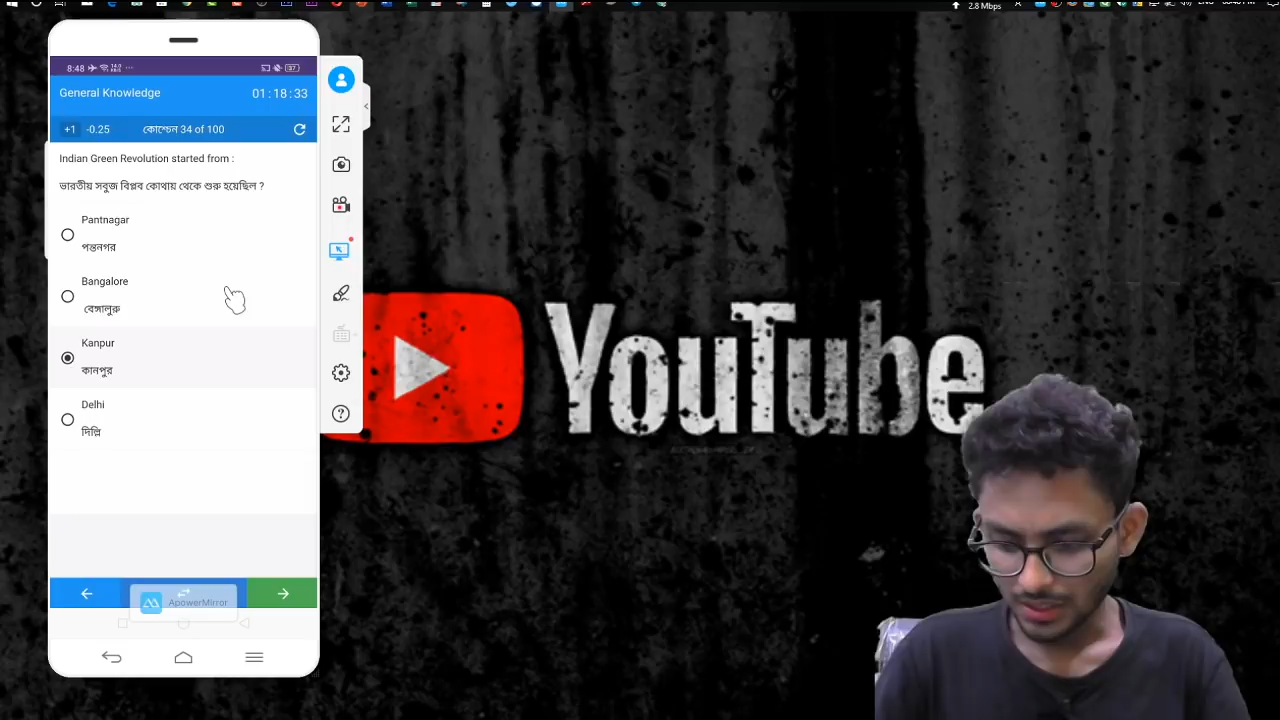 2.8 Mbps
8:48
37
General Knowledge
01:18:33
+1 -0.25 কোশ্চেন 34 of 100
Indian Green Revolution started from :
ভারতীয় সবুজ বিপ্লব কোথায় থেকে শুরু হয়েছিল ?
Pantnagar
পন্তনগর
Bangalore
বেঙ্গালুরু
Kanpur
কানপুর
Delhi
দিল্লি
ApowerMirror
YouTube